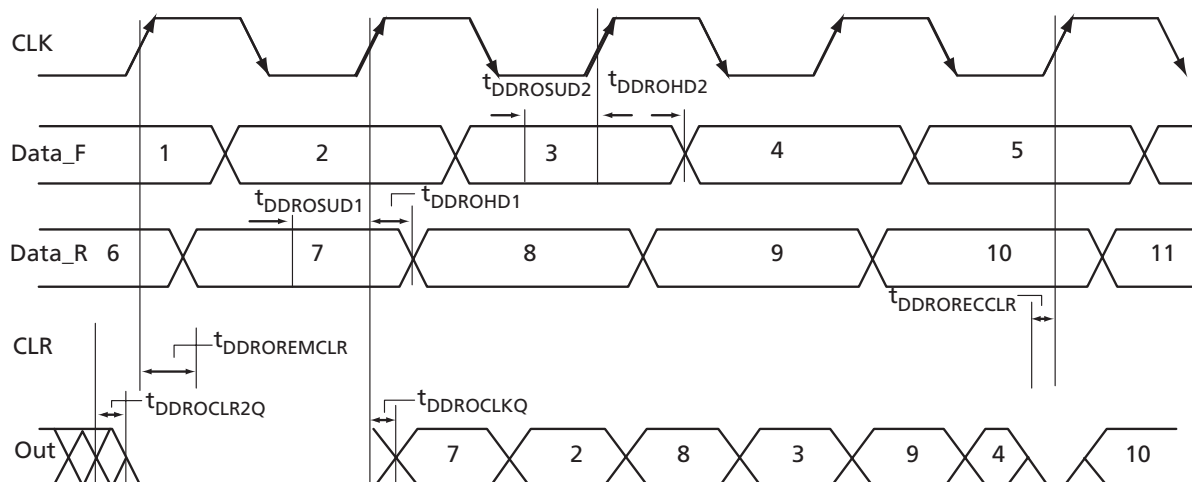 CLK
tDDROSUD2 tDDROHD2
Data_F 1 2 3 4 5
tDDROSUD1 tDDROHD1
Data_R 6 7 8 9 10 11
tDDRORECCLR
CLR
tDDROREMCLR
tDDROCLR2Q tDDROCLKQ
Out 7 2 8 3 9 4 10